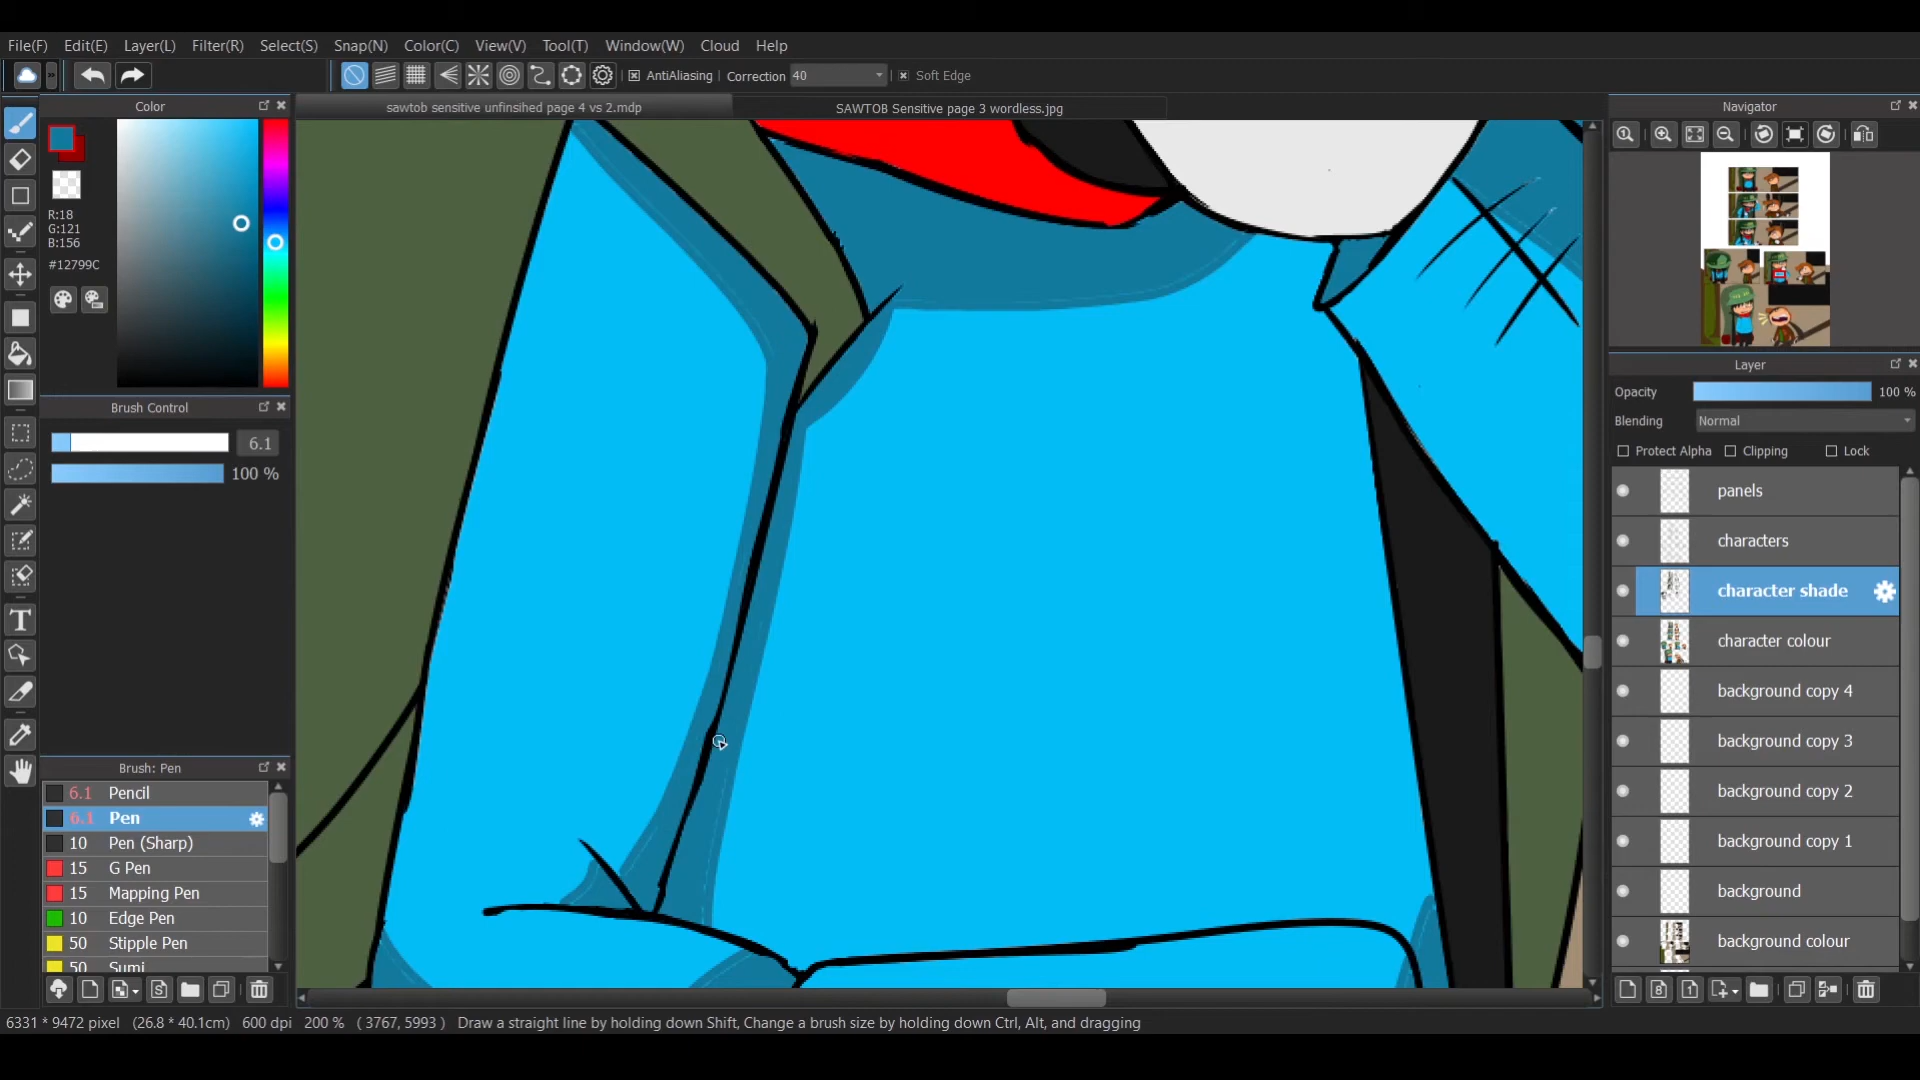 File(F) Edit(E) Layer(L) Filter(R) Select(S) Snap(N) Color(C) View(V) Tool(T) Window(W) Cloud Help
» AntiAliasing Correction 40 Soft Edge
Color
sawtob sensitive unfinsihed page 4 vs 2.mdp
SAWTOB Sensitive page 3 wordless.jpg
Navigator
R:18
G:121
B:156
#12799C
Layer
Opacity 100 %
Blending Normal
Protect Alpha Clipping Lock
Brush Control
6.1
100 %
panels
characters
character shade
character colour
background copy 4
background copy 3
background copy 2
background copy 1
background
background colour
Brush: Pen
6.1 Pencil
6.1 Pen
10 Pen (Sharp)
15 G Pen
15 Mapping Pen
10 Edge Pen
50 Stipple Pen
50 Sumi
6331 * 9472 pixel (26.8 * 40.1cm) 600 dpi 200 % ( 3767, 5993 ) Draw a straight line by holding down Shift, Change a brush size by holding down Ctrl, Alt, and dragging